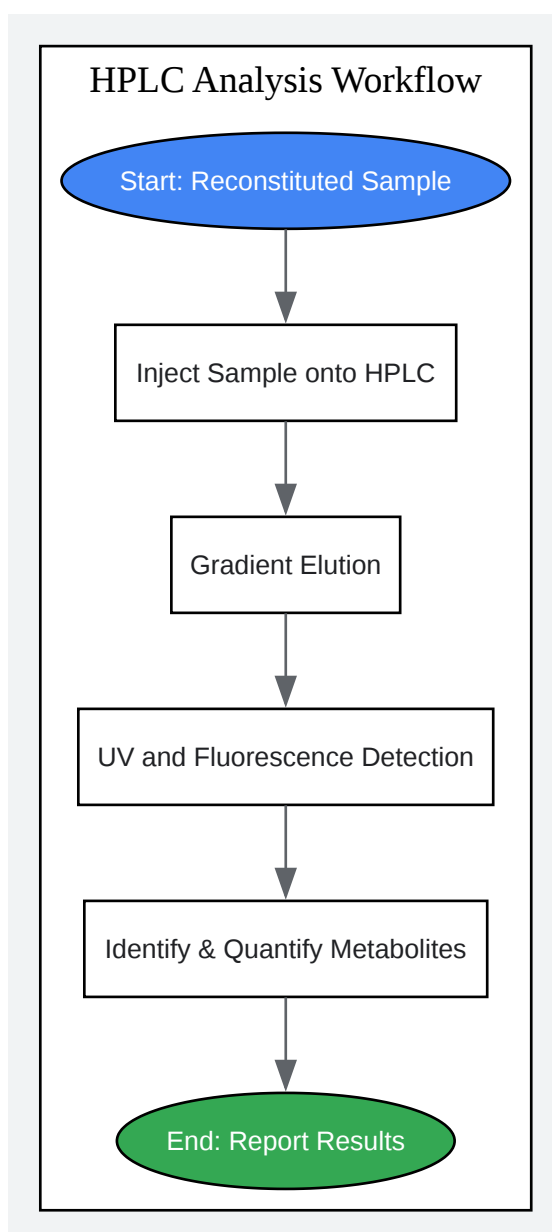 HPLC Analysis Workflow
Start: Reconstituted Sample
Inject Sample onto HPLC
Gradient Elution
UV and Fluorescence Detection
Identify & Quantify Metabolites
End: Report Results